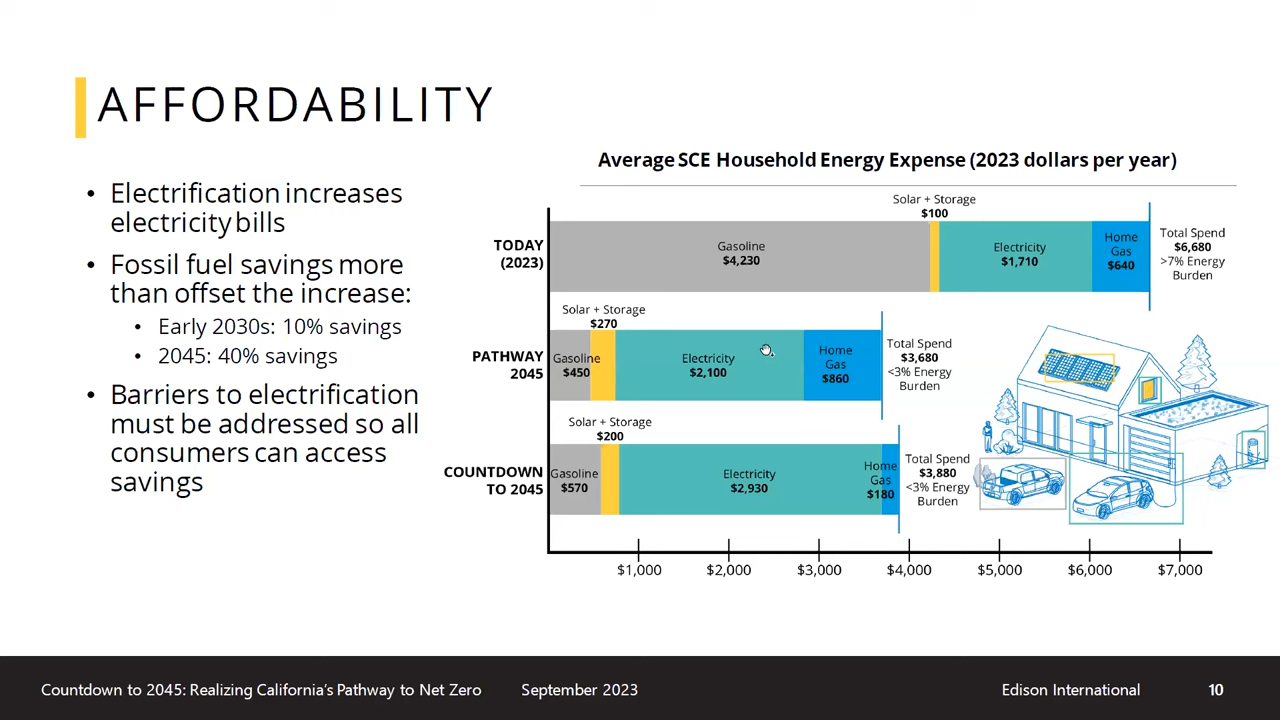 AFFORDABILITY
• Electrification increases
electricity bills
• Fossil fuel savings more
than offset the increase:
• Early 2030s: 10% savings
• 2045: 40% savings
• Barriers to electrification
must be addressed so all
consumers can access
savings
Average SCE Household Energy Expense (2023 dollars per year)
TODAY
(2023)
Gasoline
$4,230
Solar + Storage
$100
Electricity
$1,710
Home
Gas
$640
Total Spend
$6,680
>7% Energy
Burden
PATHWAY
2045
Gasoline
$450
Solar + Storage
$270
Electricity
$2,100
Home
Gas
$860
Total Spend
$3,680
<3% Energy
Burden
COUNTDOWN
TO 2045
Gasoline
$570
Solar + Storage
$200
Electricity
$2,930
Home
Gas
$180
Total Spend
$3,880
<3% Energy
Burden
$1,000
$2,000
$3,000
$4,000
$5,000
$6,000
$7,000
Countdown to 2045: Realizing California's Pathway to Net Zero
September 2023
Edison International
10